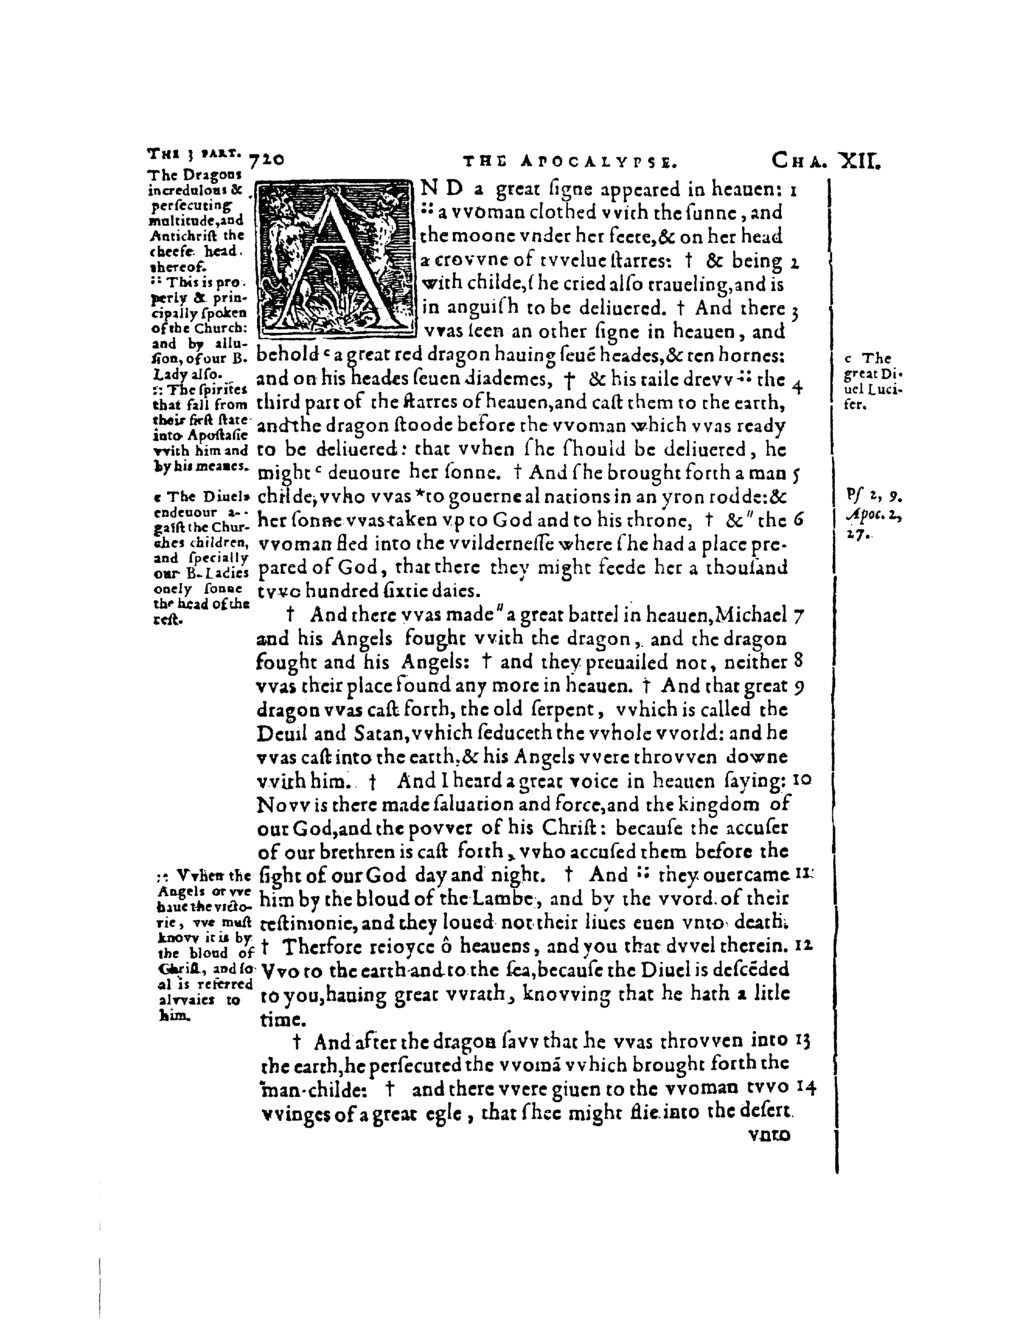 THE 3 PART. 720 THE APOCALYPSE. CHA. XII.
The Dragons
incredulous &
persecuting
multitude, and
Antichriſt the
cheefe head
thereof.
:: This is pro-
perly & prin-
cipally ſpoken
of the Church:
and by allu-
ſion, of our B.
Lady alſo.
:: The ſpirites
that fall from
their firſt ſtate
into Apoſtaſie
vvith him and
by his meanes.
c The Diuels
endeuour a-
gaīſt the Chur-
ches children,
and ſpecially
our B. Ladies
onely ſonne
the head of the
reſt.
AND a great ſigne appeared in heauen: 1
:: a vvoman clothed vvith the ſunne, and
the moone vnder her feete, & on her head
a crovvne of tvvelue ſtarres: † & being 2
with childe, ſhe cried alſo traueling, and is
in anguiſh to be deliuered. † And there 3
vvas ſeen an other ſigne in heauen, and
behold c a great red dragon hauing ſeuē heades, & ten hornes:
and on his heades ſeuen diademes, † & his taile drevv :: the 4
third part of the ſtarres of heauen, and caſt them to the earth,
and the dragon ſtoode before the vvoman which vvas ready
to be deliuered: that vvhen ſhe ſhould be deliuered, he
might c deuoure her ſonne. † And ſhe brought forth a man 5
childe, vvho vvas *to gouerne al nations in an yron rodde: &
her ſonne vvas taken vp to God and to his throne, † & " the 6
vvoman fled into the vvilderneſſe where ſhe had a place pre-
pared of God, that there they might feede her a thouſand
tvvo hundred ſixtie daies.
† And there vvas made " a great battel in heauen, Michael 7
and his Angels fought vvith the dragon, and the dragon
fought and his Angels: † and they preuailed not, neither 8
vvas their place found any more in heauen. † And that great 9
dragon vvas caſt forth, the old ſerpent, vvhich is called the
Deuil and Satan, vvhich ſeduceth the vvhole vvorld: and he
vvas caſt into the earth, & his Angels vvere throvven downe
vvith him. † And I heard a great voice in heauen ſaying: 10
Novv is there made ſaluation and force, and the kingdom of
our God, and the povver of his Chriſt: becauſe the accuſer
of our brethren is caſt forth, vvho accuſed them before the
ſight of our God day and night. † And :: they ouercame 11
him by the bloud of the Lambe, and by the vvord of their
teſtimonie, and they loued not their liues euen vnto death.
† Therfore reioyce ô heauens, and you that dvvel therein. 12
Vvo to the earth and to the ſea, becauſe the Diuel is deſcēded
to you, hauing great vvrath, knovving that he hath a litle
time.
† And after the dragon ſavv that he vvas throvven into 13
the earth, he perſecuted the vvomā vvhich brought forth the
man-childe: † and there vvere giuen to the vvoman tvvo 14
vvinges of a great egle, that ſhee might flie into the deſert
vnto
:: Vvhen the
Angels or vve
haue the victo-
rie, vve muſt
knovv it is by
the bloud of
Chriſt, and ſo
al is referred
alvvaies to
him.
c The
great Di-
uel Luci-
fer.
Pſ 2, 9.
Apoc. 2,
27.